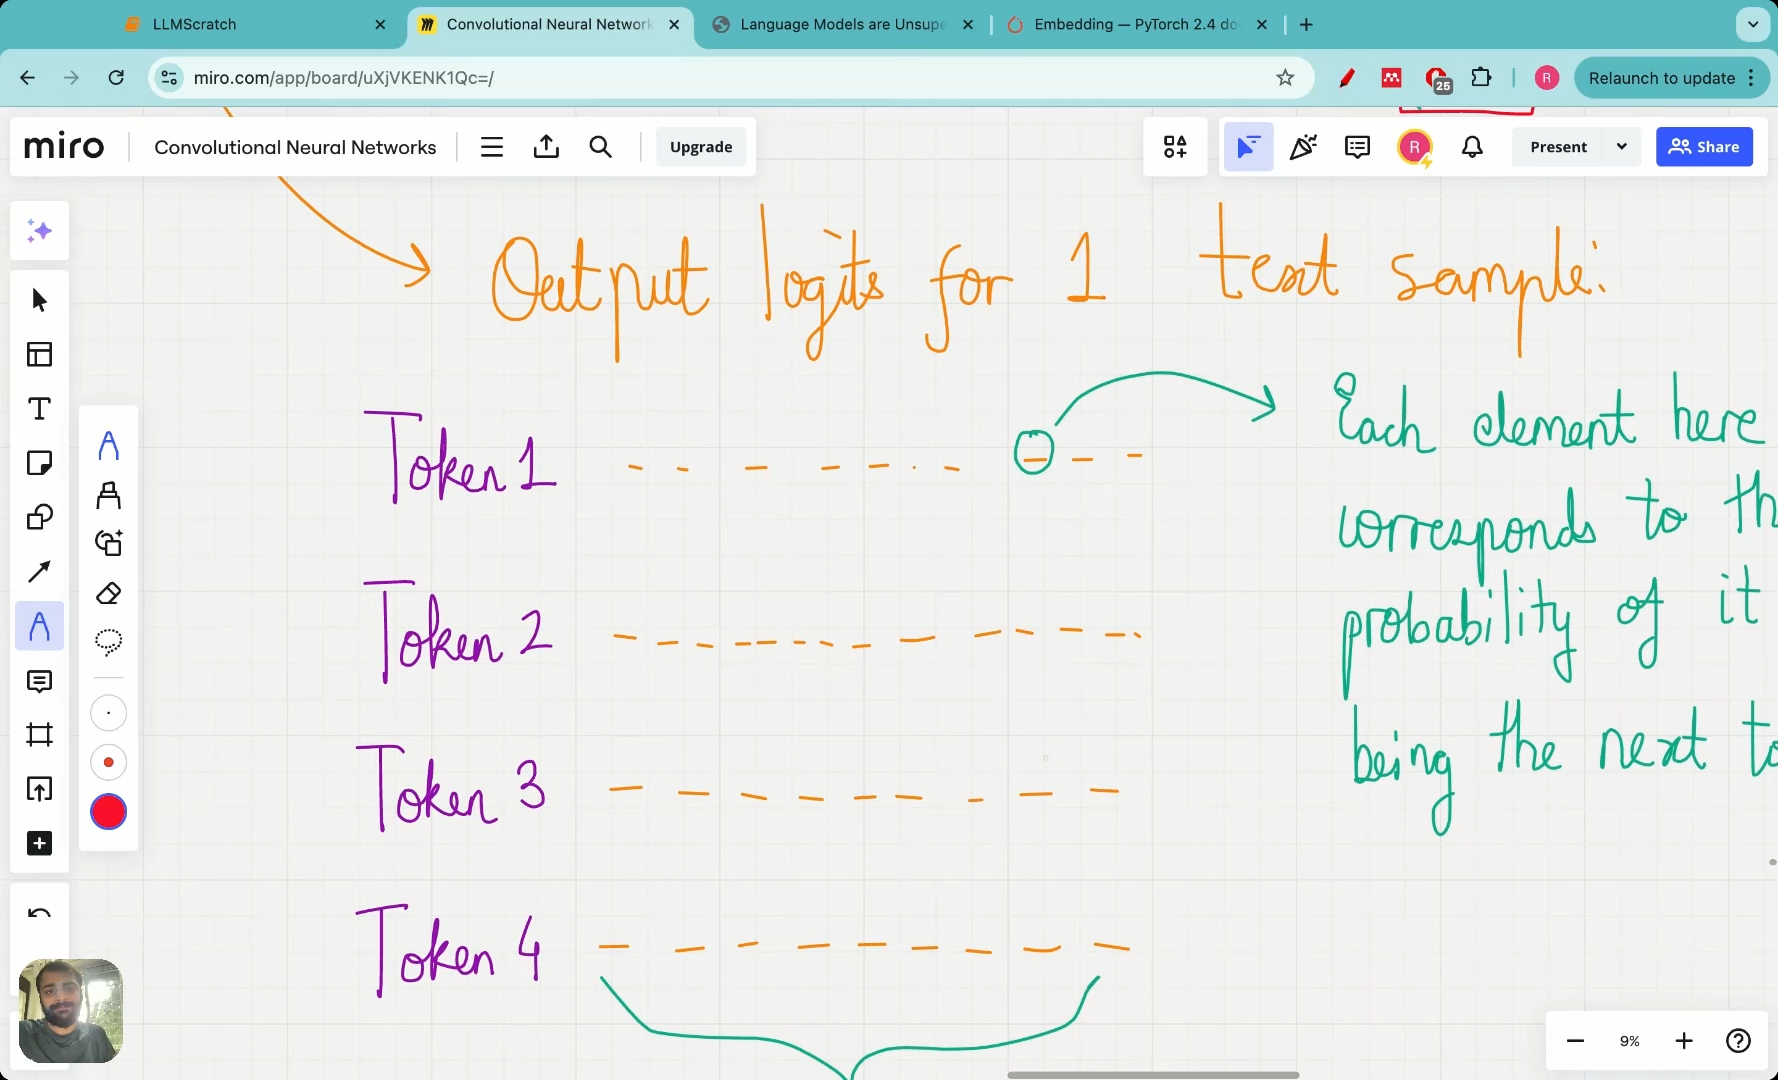 LLMScratch
Convolutional Neural Network
Language Models are Unsupe
Embedding — PyTorch 2.4 do
miro.com/app/board/uXjVKENK1Qc=/
25
R
Relaunch to update
miro
Convolutional Neural Networks
Upgrade
R
Present
Share
Output logits for 1 text sample:
Token 1
Each element here
corresponds to th
Token 2
probability of it
being the next to
Token 3
Token 4
9%